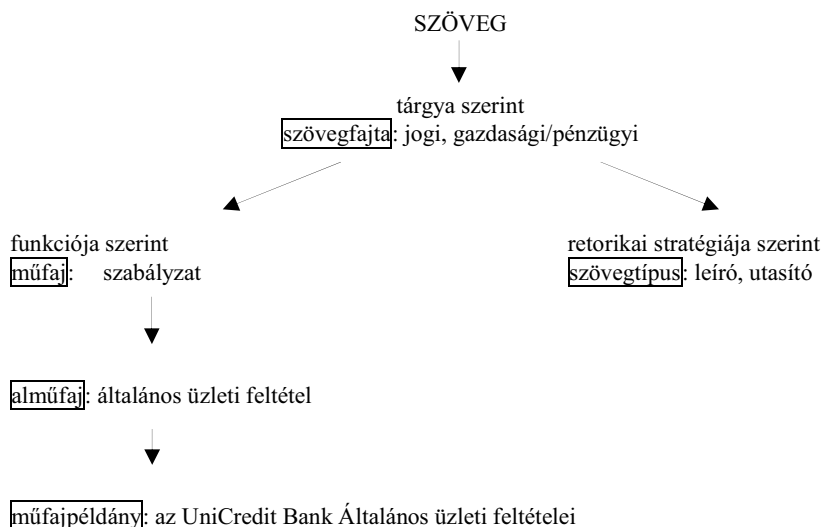 SZÖVEG
tárgya szerint
szövegfajta: jogi, gazdasági/pénzügyi
funkciója szerint
műfaj: szabályzat
retorikai stratégiája szerint
szövegtípus: leíró, utasító
alműfaj: általános üzleti feltétel
műfajpéldány: az UniCredit Bank Általános üzleti feltételei